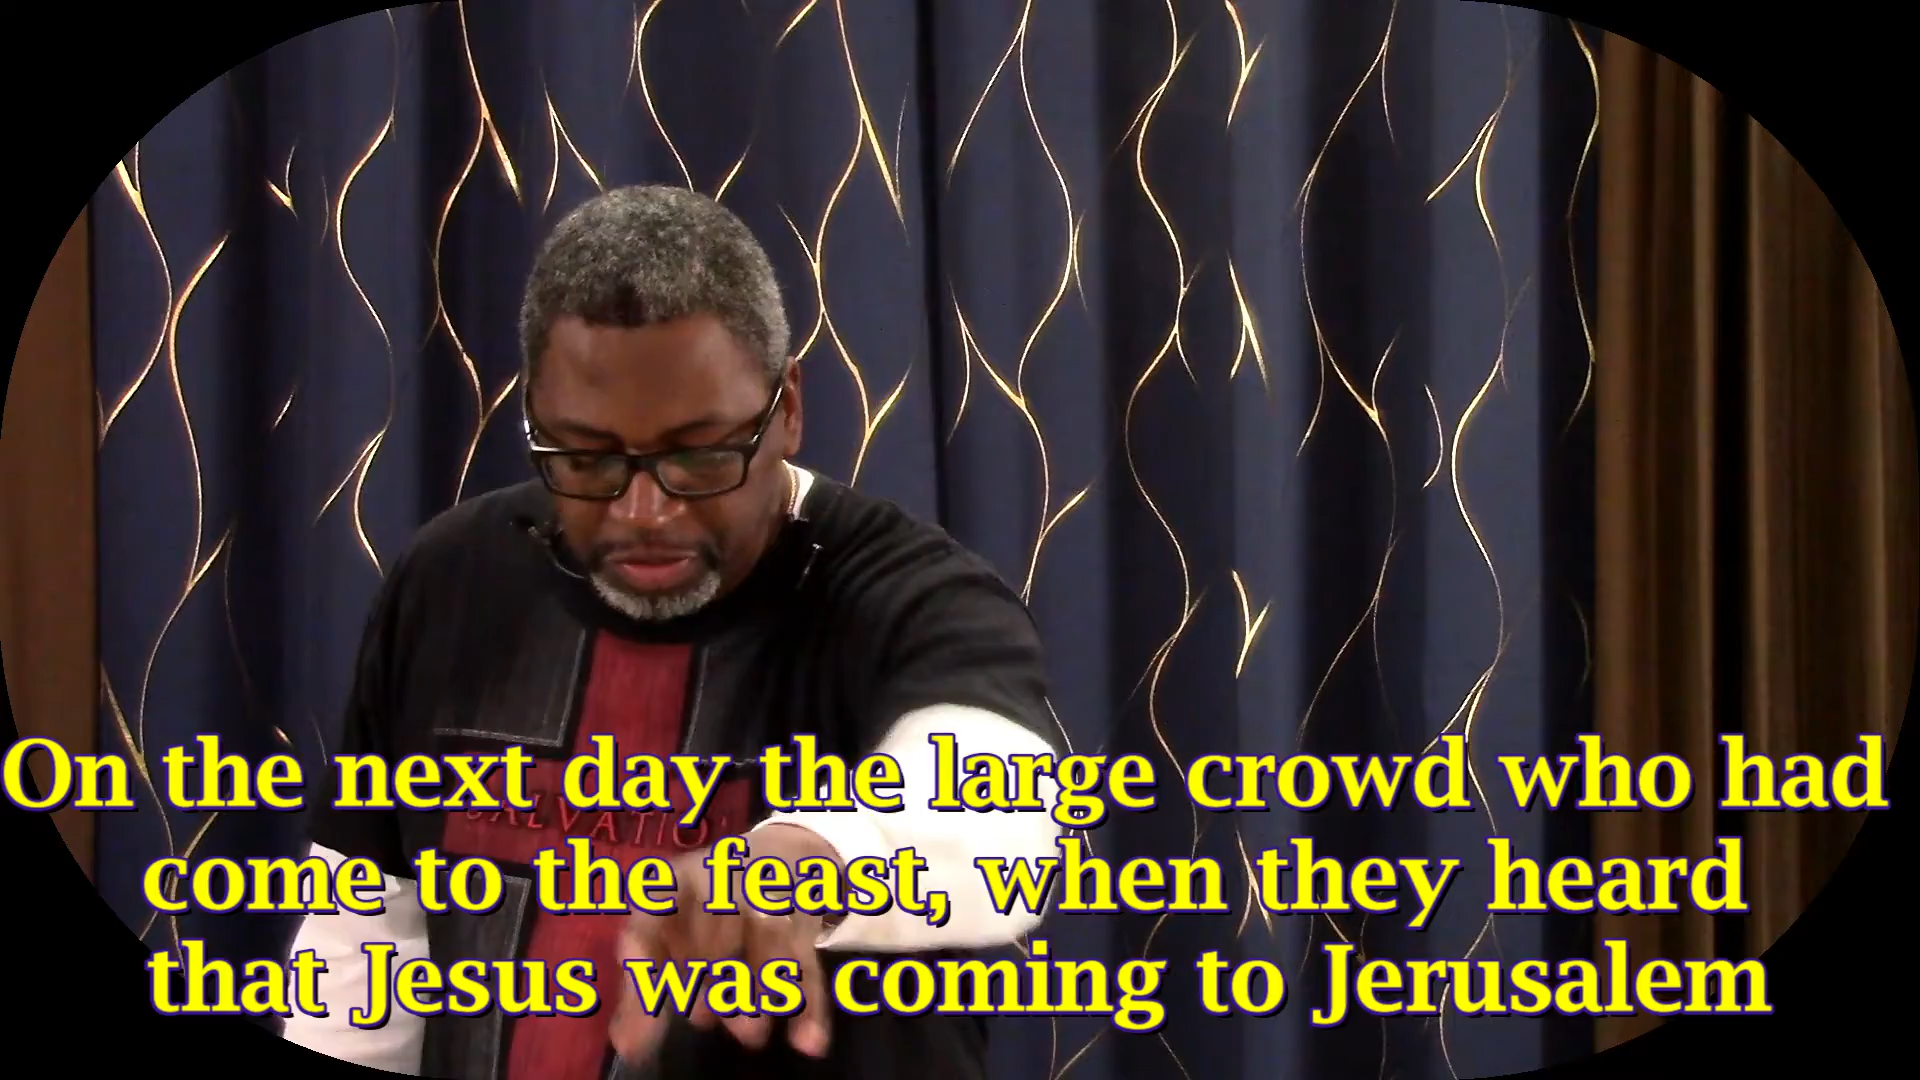 On the next day the large crowd who had
come to the feast, when they heard
that Jesus was coming to Jerusalem
SALVATIO